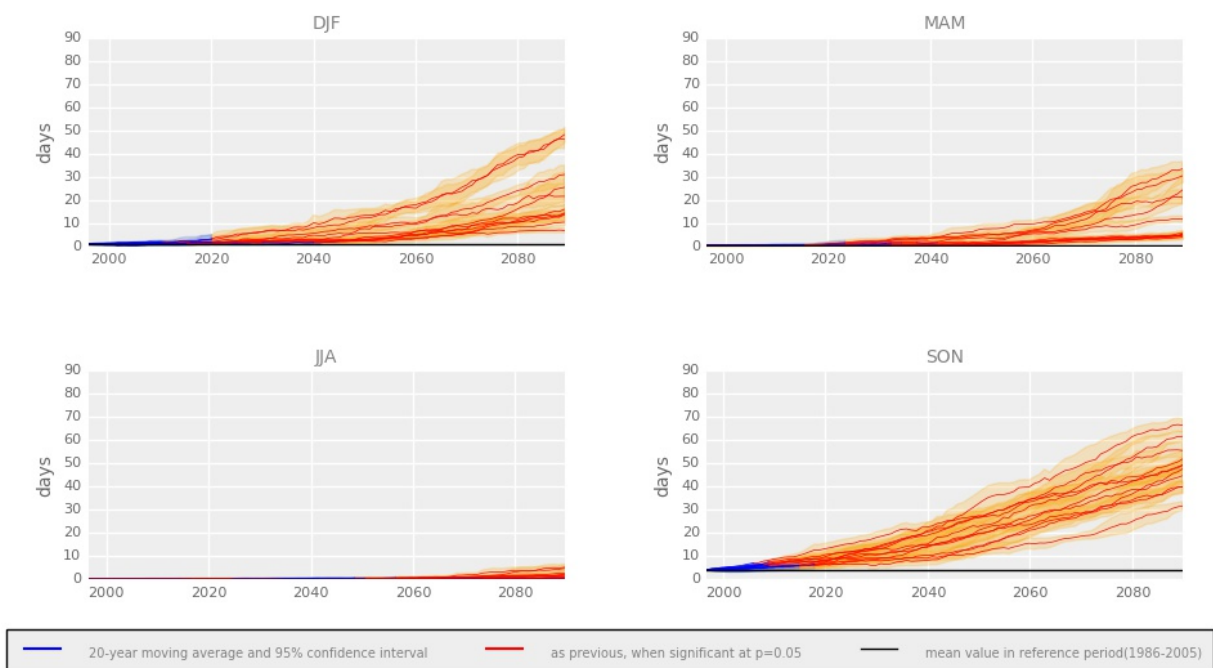 DJF
MAM
90
80
70
60
50
40
30
20
10
0
days
2000 2020 2040 2060 2080
90
80
70
60
50
40
30
20
10
0
days
2000 2020 2040 2060 2080
JJA
SON
90
80
70
60
50
40
30
20
10
0
days
2000 2020 2040 2060 2080
90
80
70
60
50
40
30
20
10
0
days
2000 2020 2040 2060 2080
20-year moving average and 95% confidence interval
as previous, when significant at p=0.05
mean value in reference period(1986-2005)